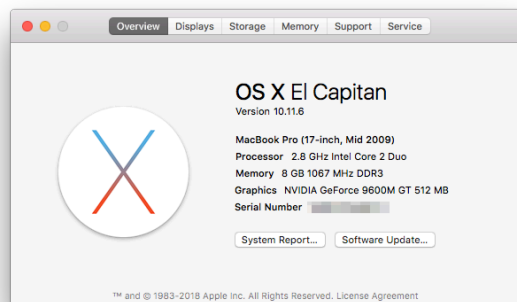 Overview Displays Storage Memory Support Service
OS X El Capitan
Version 10.11.6
MacBook Pro (17-inch, Mid 2009)
Processor 2.8 GHz Intel Core 2 Duo
Memory 8 GB 1067 MHz DDR3
Graphics NVIDIA GeForce 9600M GT 512 MB
Serial Number
System Report... Software Update...
™ and © 1983-2018 Apple Inc. All Rights Reserved. License Agreement